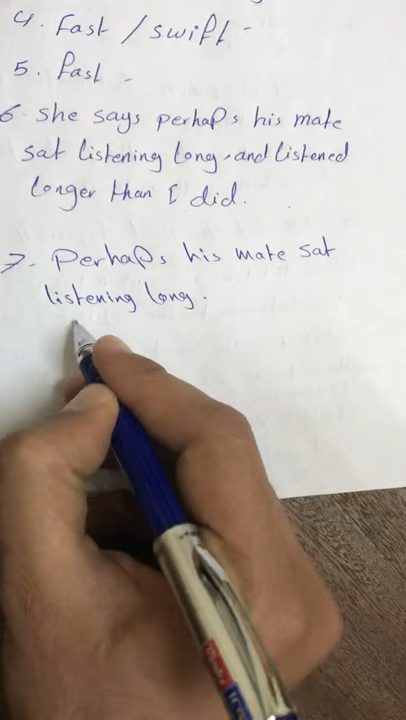 4. Fast / swift -
5. fast -
6. she says perhaps his mate
sat listening long, and listened
longer than I did.
7. Perhaps his mate sat
listening long.